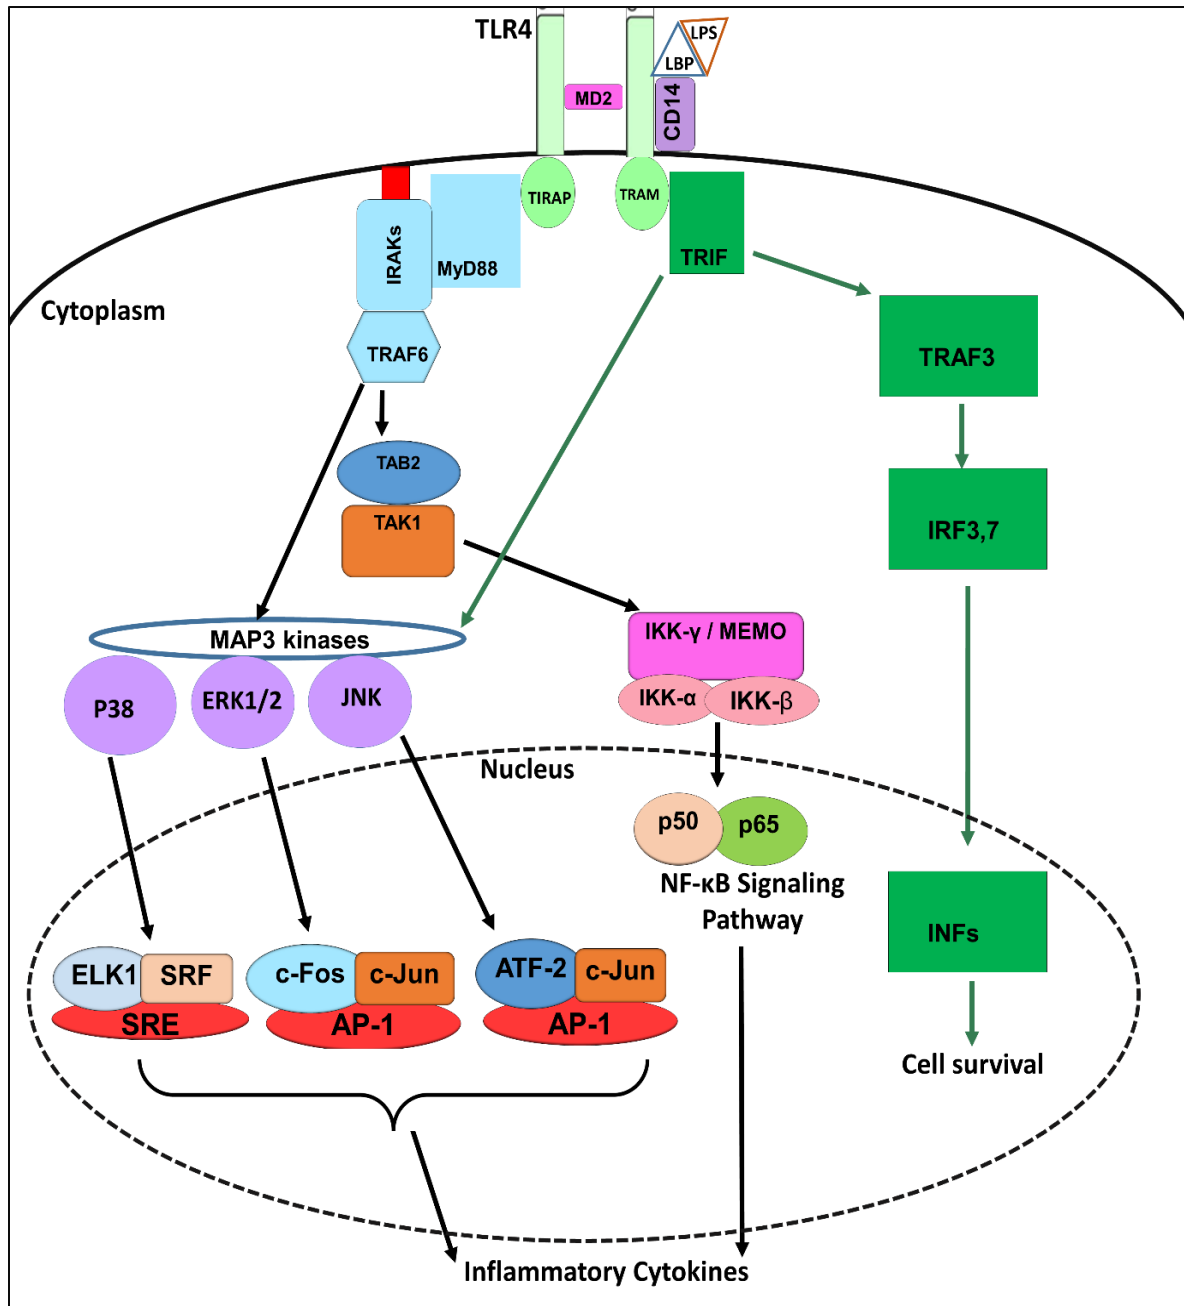 TLR4
LPS
LBP
MD2
CD14
TIRAP
TRAM
IRAKs
MyD88
TRIF
Cytoplasm
TRAF6
TRAF3
TAB2
TAK1
IRF3,7
MAP3 kinases
IKK-γ / MEMO
IKK-α
IKK-β
P38
ERK1/2
JNK
Nucleus
p50
p65
NF-κB Signaling
Pathway
INFs
ELK1
SRF
SRE
c-Fos
c-Jun
AP-1
ATF-2
c-Jun
AP-1
Cell survival
Inflammatory Cytokines